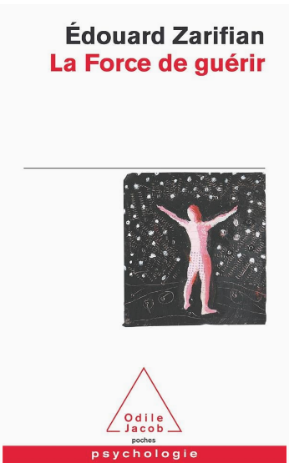 Édouard Zarifian
La Force de guérir
Odile
Jacob
poches
psychologie